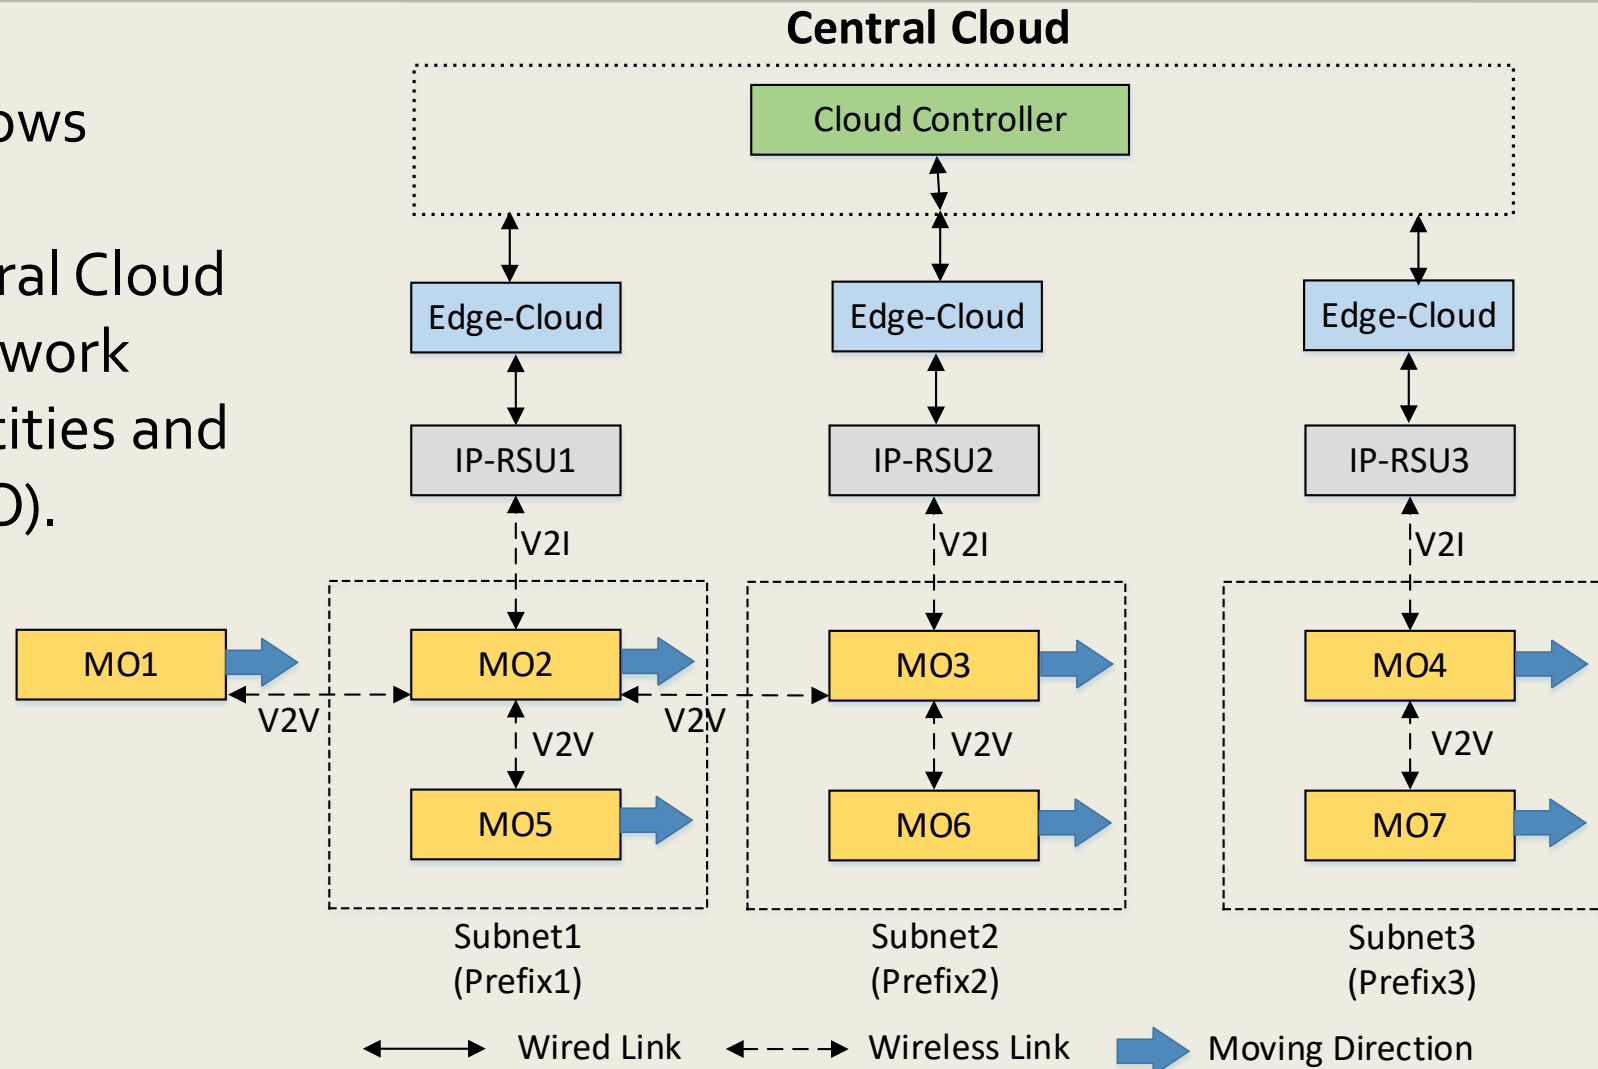 Central Cloud
ows
ral Cloud
work
tities and
O).
Cloud Controller
Edge-Cloud
Edge-Cloud
Edge-Cloud
IP-RSU1
IP-RSU2
IP-RSU3
V2I
V2I
V2I
MO1
MO2
MO3
MO4
V2V
V2V
V2V
V2V
V2V
MO5
MO6
MO7
Subnet1
(Prefix1)
Subnet2
(Prefix2)
Subnet3
(Prefix3)
Wired Link
Wireless Link
Moving Direction